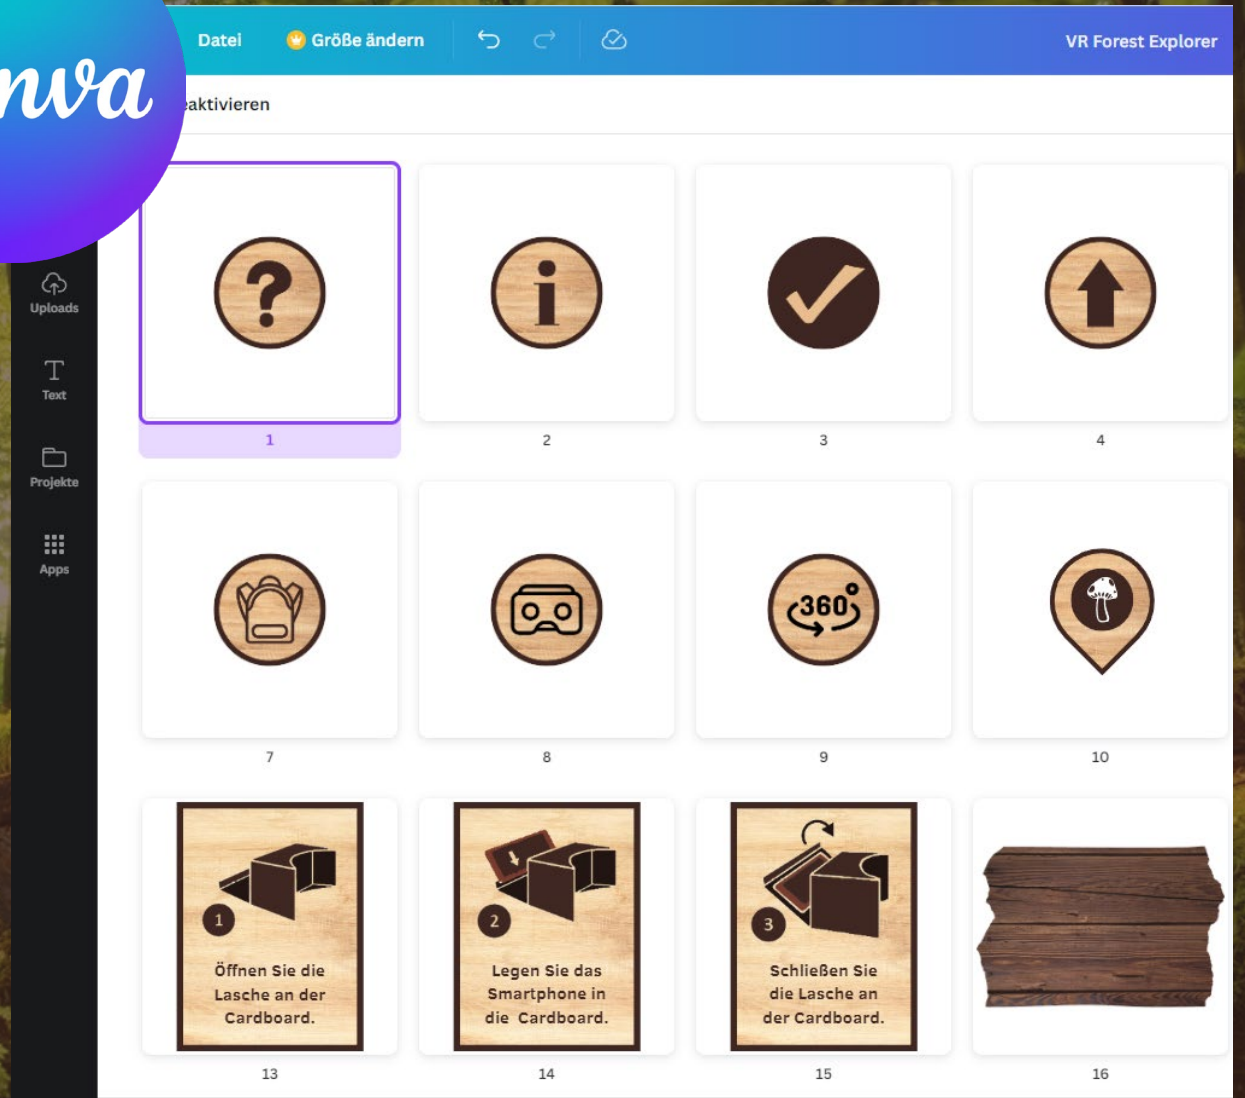 Datei
Größe ändern
VR Forest Explorer
nva
eaktivieren
1
2
3
4
Uploads
Text
Projekte
Apps
360°
7
8
9
10
1
Öffnen Sie die
Lasche an der
Cardboard.
2
Legen Sie das
Smartphone in
die Cardboard.
3
Schließen Sie
die Lasche an
der Cardboard.
13
14
15
16